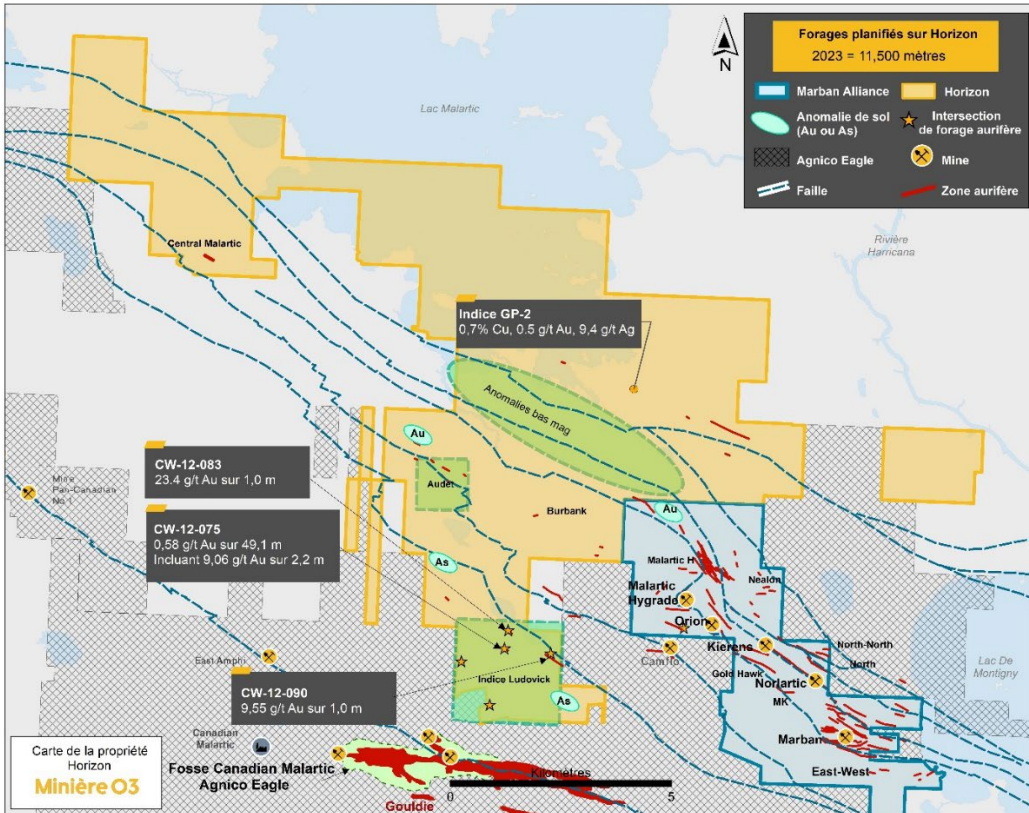 Lac Malartic
N
Forages planifiés sur Horizon
2023 = 11,500 mètres
Marban Alliance
Horizon
Anomalie de sol
(Au ou As)
Intersection
de forage aurifère
Agnico Eagle
Mine
Faille
Zone aurifère
Rivière
Harricana
Central Malartic
Indice GP-2
0,7% Cu, 0.5 g/t Au, 9,4 g/t Ag
Anomalies bas mag
Au
CW-12-083
23.4 g/t Au sur 1,0 m
Audet
Mine
Pan-Canadian
No 1
CW-12-075
0,58 g/t Au sur 49,1 m
Incluant 9,06 g/t Au sur 2,2 m
Burbank
Au
As
Malartic H
Nealon
Malartic
Hygrade
Orion
Camflo
Kierens
North-North
North
Gold Hawk
Norlartic
MK
Lac De
Montigny
East Amphi
Indice Ludovick
As
CW-12-090
9,55 g/t Au sur 1,0 m
Marban
East-West
Canadian
Malartic
Fosse Canadian Malartic
Agnico Eagle
Gouldie
Kilomètres
0
5
Carte de la propriété
Horizon
Minière O3